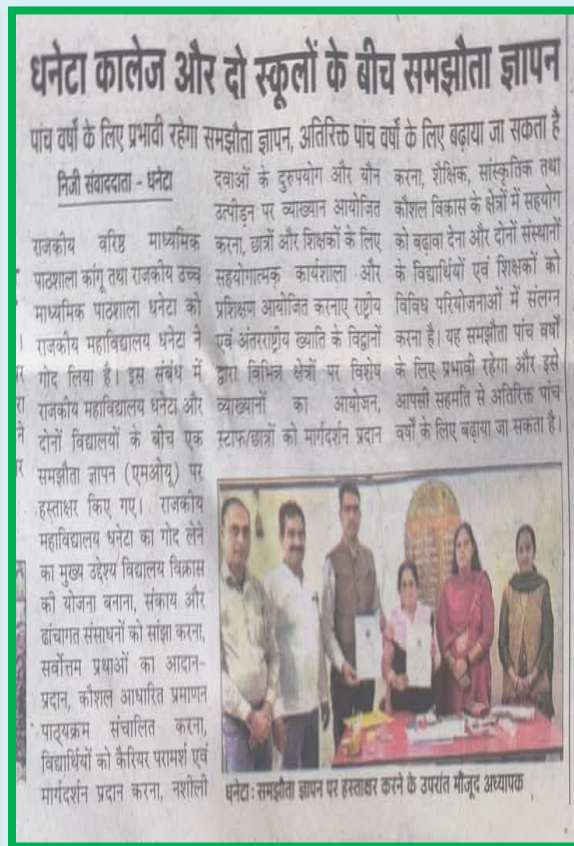 धनेटा कालेज और दो स्कूलों के बीच समझौता ज्ञापन
पांच वर्षों के लिए प्रभावी रहेगा समझौता ज्ञापन, अतिरिक्त पांच वर्षों के लिए बढ़ाया जा सकता है
निजी संवाददाता - धनेटा
राजकीय वरिष्ठ माध्यमिक
पाठशाला कांगू तथा राजकीय उच्च
माध्यमिक पाठशाला धनेटा को
राजकीय महाविद्यालय धनेटा ने
गोद लिया है। इस संबंध में
राजकीय महाविद्यालय धनेटा और
दोनों विद्यालयों के बीच एक
समझौता ज्ञापन (एमओयू) पर
हस्ताक्षर किए गए। राजकीय
महाविद्यालय धनेटा का गोद लेने
का मुख्य उद्देश्य विद्यालय विकास
की योजना बनाना, संकाय और
ढांचागत संसाधनों को सांझा करना,
सर्वोत्तम प्रथाओं का आदान-
प्रदान, कौशल आधारित प्रमाणन
पाठ्यक्रम संचालित करना,
विद्यार्थियों को कैरियर परामर्श एवं
मार्गदर्शन प्रदान करना, नशीली
दवाओं के दुरुपयोग और यौन
उत्पीड़न पर व्याख्यान आयोजित
करना, छात्रों और शिक्षकों के लिए
सहयोगात्मक कार्यशाला और
प्रशिक्षण आयोजित करनाए राष्ट्रीय
एवं अंतरराष्ट्रीय ख्याति के विद्वानों
द्वारा विभिन्न क्षेत्रों पर विशेष
व्याख्यानों का आयोजन,
स्टाफ/छात्रों को मार्गदर्शन प्रदान
करना, शैक्षिक, सांस्कृतिक तथा
कौशल विकास के क्षेत्रों में सहयोग
को बढ़ावा देना और दोनों संस्थानों
के विद्यार्थियों एवं शिक्षकों को
विविध परियोजनाओं में संलग्न
करना है। यह समझौता पांच वर्षों
के लिए प्रभावी रहेगा और इसे
आपसी सहमति से अतिरिक्त पांच
वर्षों के लिए बढ़ाया जा सकता है।
धनेटा : समझौता ज्ञापन पर हस्ताक्षर करने के उपरांत मौजूद अध्यापक